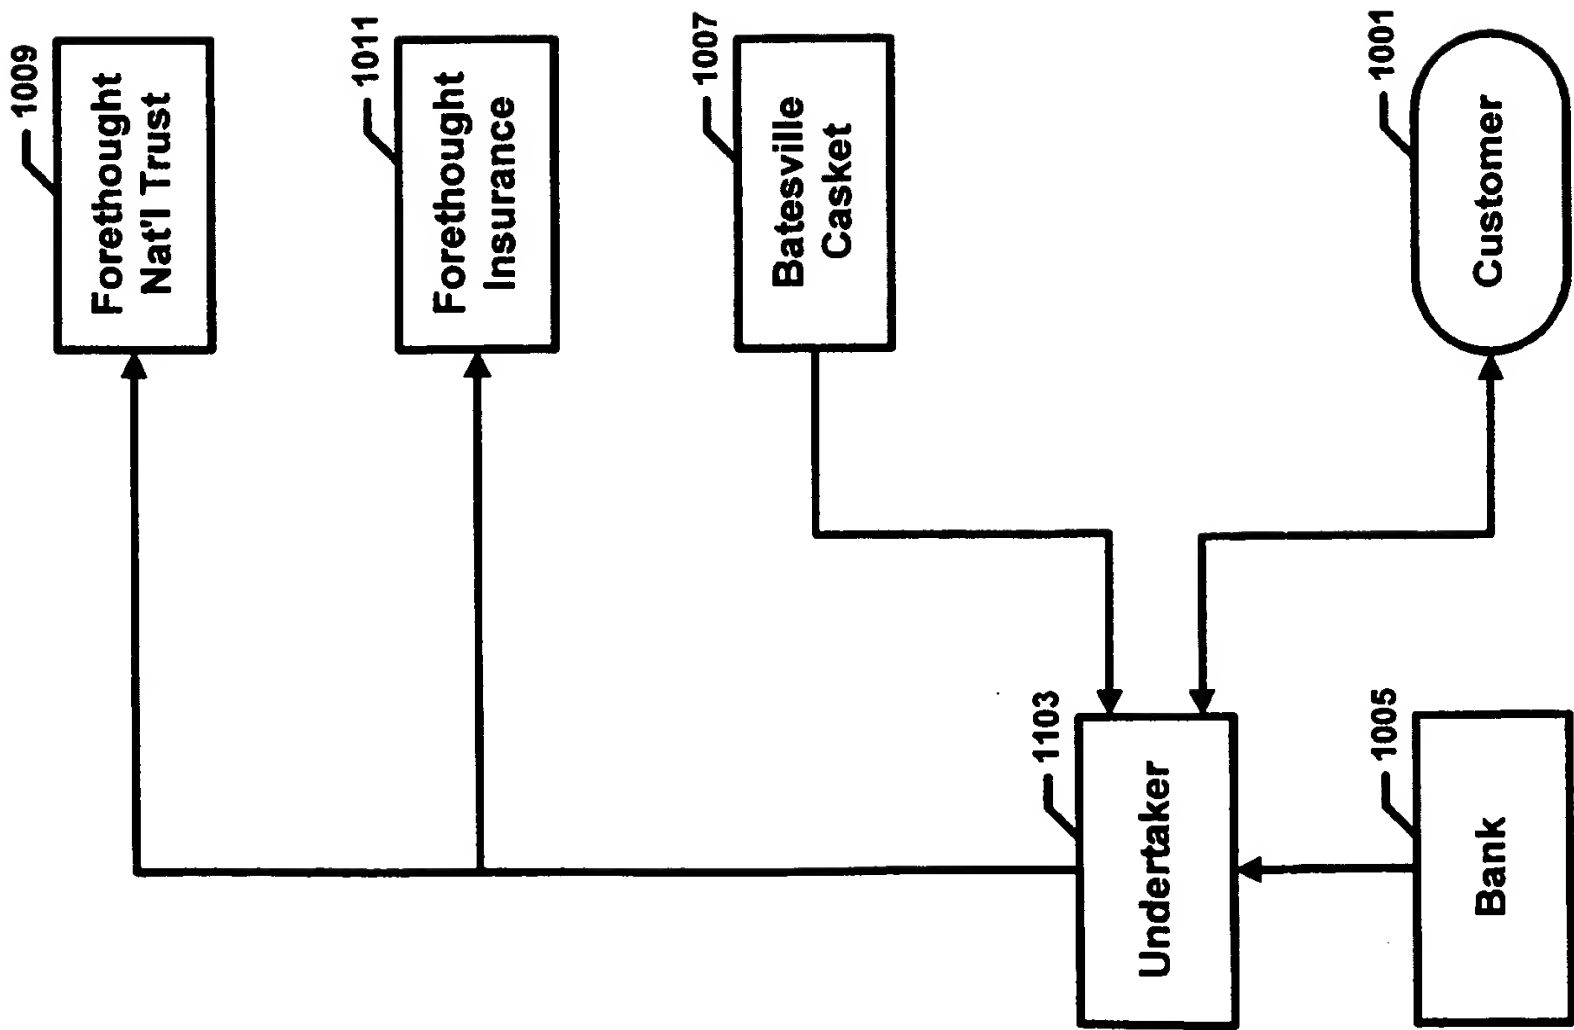 1009
Forethought
Nat'l Trust
1011
Forethought
Insurance
1007
Batesville
Casket
1001
Customer
1103
Undertaker
1005
Bank